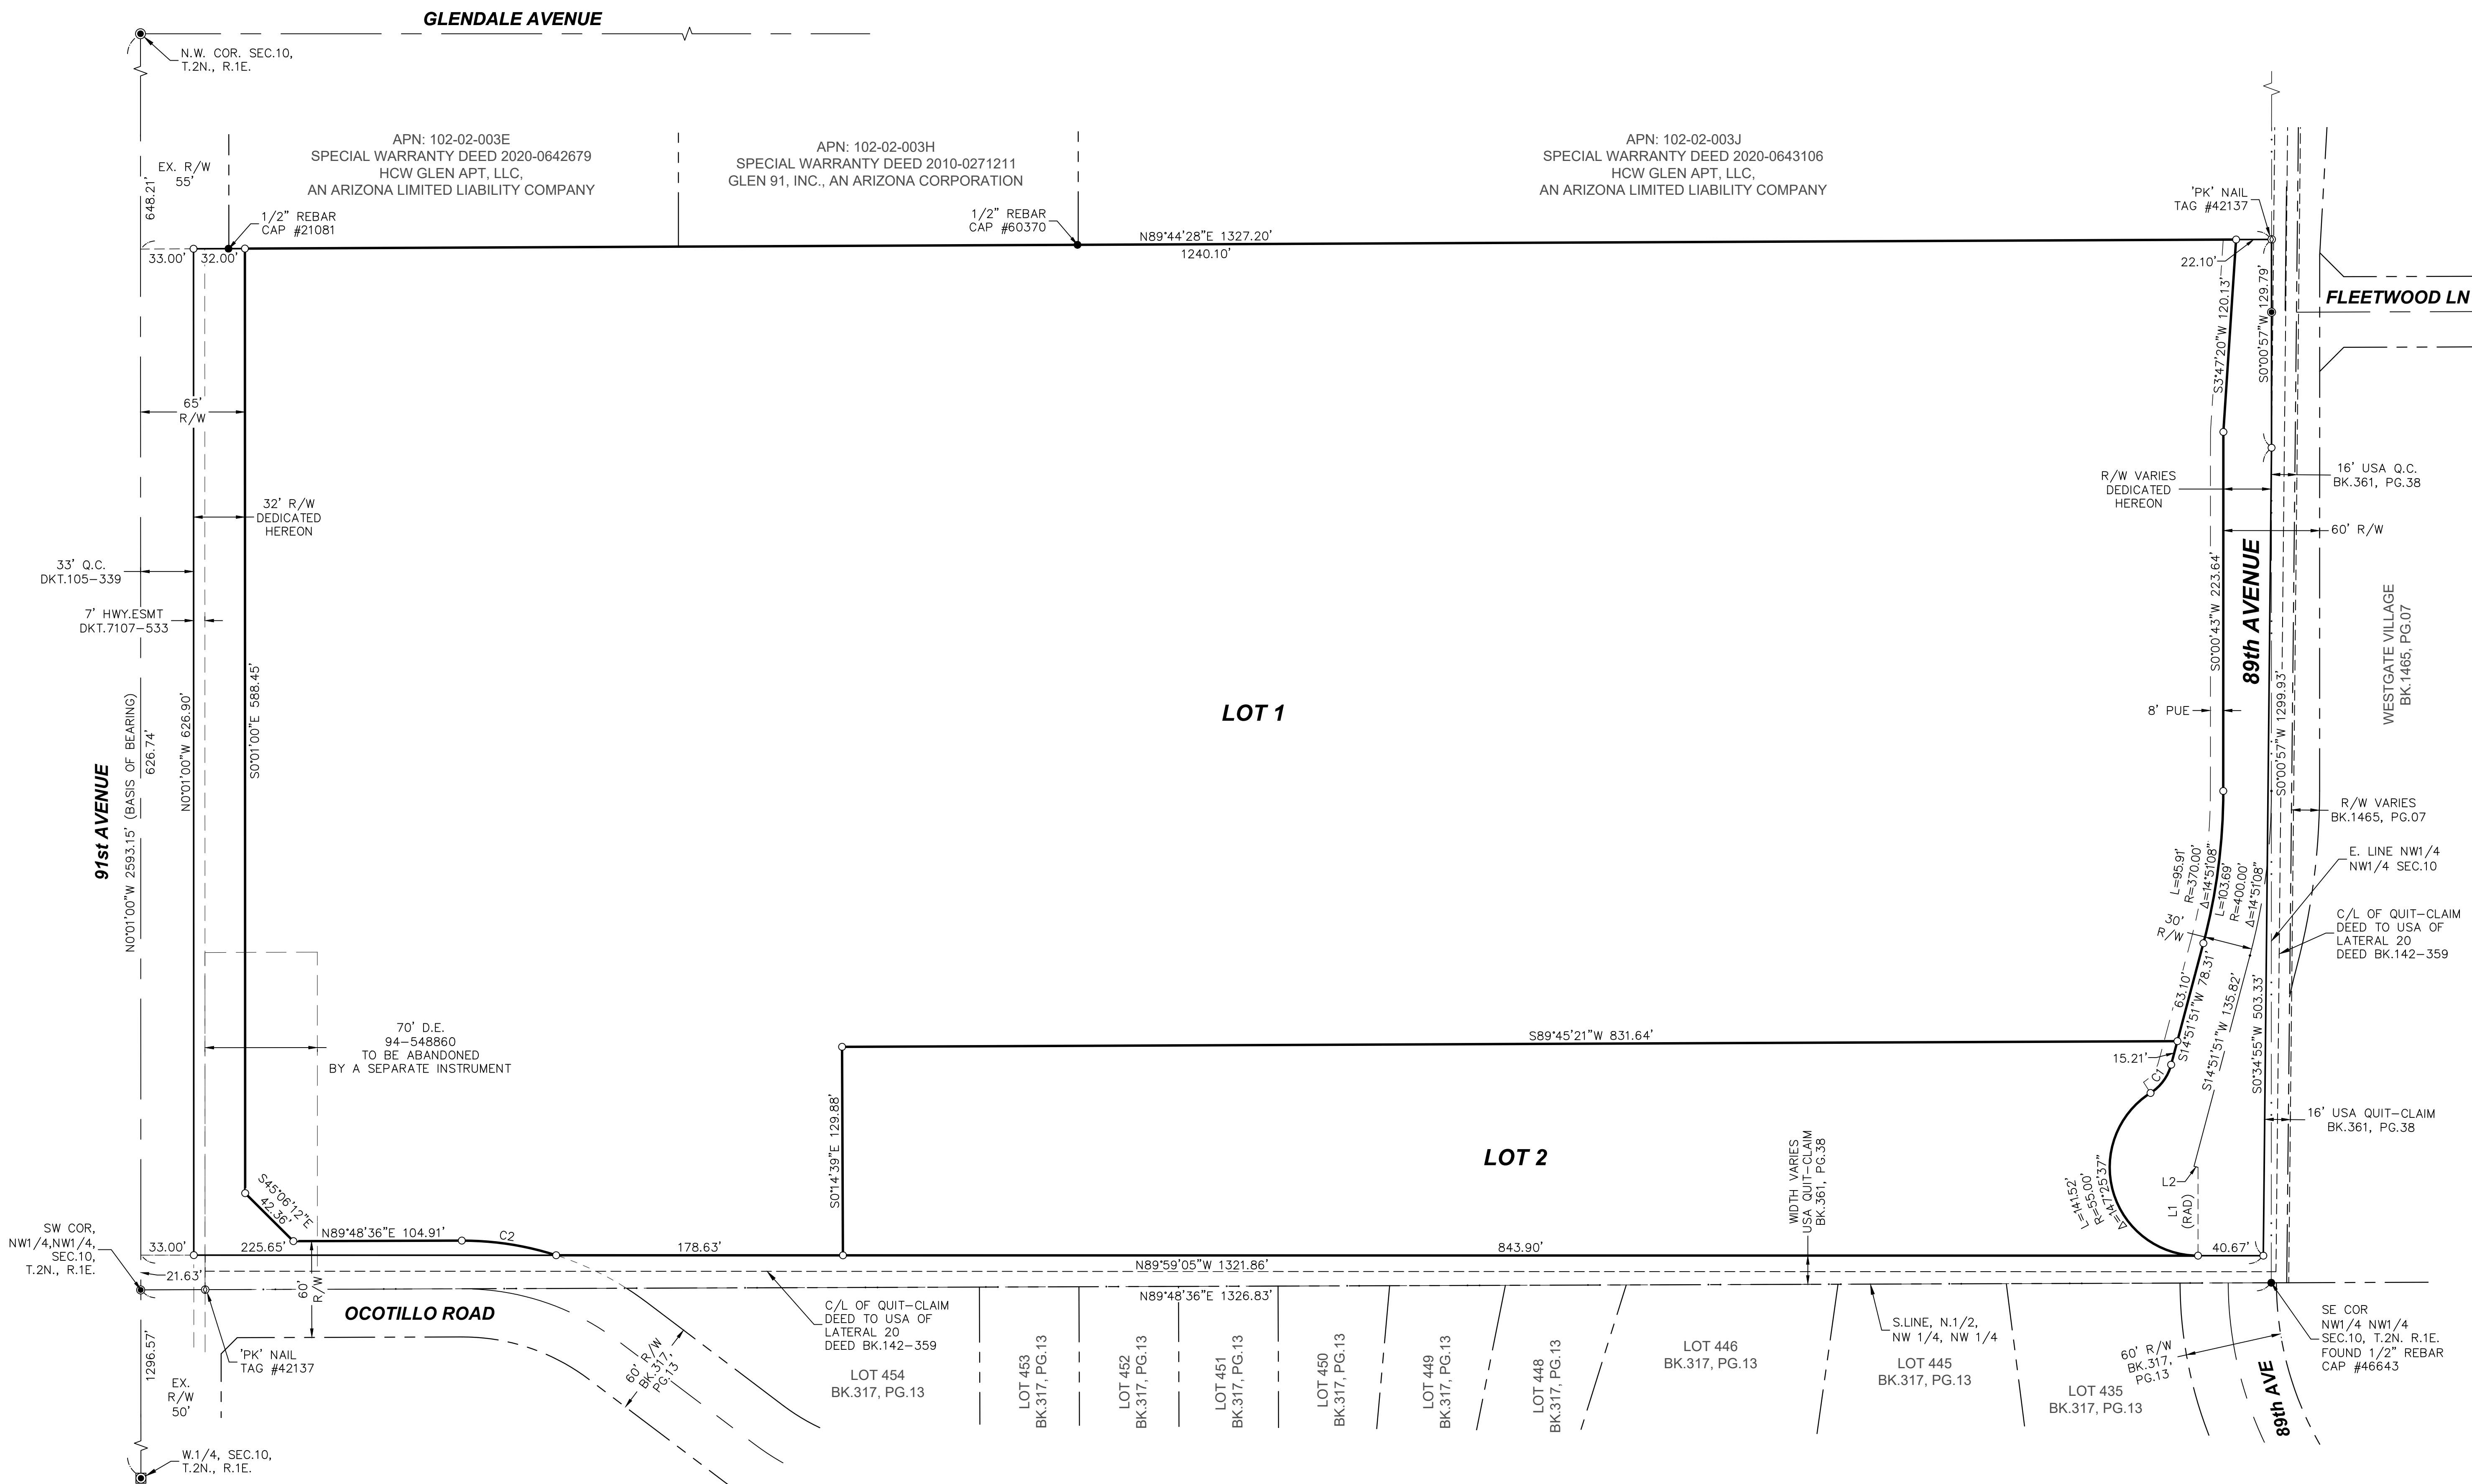 GLENDALE AVENUE
N.W. COR. SEC.10,
T.2N., R.1E.
EX. R/W
55'
648.21'
APN: 102-02-003E
SPECIAL WARRANTY DEED 2020-0642679
HCW GLEN APT, LLC,
AN ARIZONA LIMITED LIABILITY COMPANY
APN: 102-02-003H
SPECIAL WARRANTY DEED 2010-0271211
GLEN 91, INC., AN ARIZONA CORPORATION
APN: 102-02-003J
SPECIAL WARRANTY DEED 2020-0643106
HCW GLEN APT, LLC,
AN ARIZONA LIMITED LIABILITY COMPANY
1/2" REBAR
CAP #21081
1/2" REBAR
CAP #60370
'PK' NAIL
TAG #42137
33.00'
32.00'
N89°44'28"E 1327.20'
1240.10'
22.10'
S3°47'20"W 120.13'
S0°00'57"W 129.79'
FLEETWOOD LN
65'
R/W
32' R/W
DEDICATED
HEREON
R/W VARIES
DEDICATED
HEREON
16' USA Q.C.
BK.361, PG.38
60' R/W
33' Q.C.
DKT.105-339
7' HWY.ESMT
DKT.7107-533
S0°00'43"W 223.64'
89th AVENUE
WESTGATE VILLAGE
BK.1465, PG.07
91st AVENUE
N0°01'00"W 2593.15' (BASIS OF BEARING)
626.74'
N0°01'00"W 626.90'
S0°01'00"E 588.45'
LOT 1
8' PUE
S0°00'57"W 1299.93'
R/W VARIES
BK.1465, PG.07
E. LINE NW1/4
NW1/4 SEC.10
L=95.91'
R=370.00'
Δ=14°51'08"
L=103.69'
R=400.00'
Δ=14°51'08"
30'
R/W
C/L OF QUIT-CLAIM
DEED TO USA OF
LATERAL 20
DEED BK.142-359
63.10'
S14°51'51"W 78.31'
S14°51'51"W 135.82'
S0°34'55"W 503.33'
70' D.E.
94-548860
TO BE ABANDONED
BY A SEPARATE INSTRUMENT
S89°45'21"W 831.64'
15.21'
C1
S0°14'39"E 129.88'
LOT 2
WIDTH VARIES
USA QUIT-CLAIM
BK.361, PG.38
16' USA QUIT-CLAIM
BK.361, PG.38
L=141.52'
R=55.00'
Δ=147°25'37"
L2
L1
(RAD)
S45°06'12"E
42.36'
SW COR,
NW1/4,NW1/4,
SEC.10,
T.2N., R.1E.
N89°48'36"E 104.91'
C2
33.00'
225.65'
178.63'
843.90'
40.67'
21.63'
N89°59'05"W 1321.86'
60'
R/W
OCOTILLO ROAD
N89°48'36"E 1326.83'
C/L OF QUIT-CLAIM
DEED TO USA OF
LATERAL 20
DEED BK.142-359
S.LINE, N.1/2,
NW 1/4, NW 1/4
SE COR
NW1/4 NW1/4
SEC.10, T.2N. R.1E.
FOUND 1/2" REBAR
CAP #46643
1296.57'
'PK' NAIL
TAG #42137
EX.
R/W
50'
60' R/W
BK.317,
PG.13
LOT 454
BK.317, PG.13
LOT 453
BK.317, PG.13
LOT 452
BK.317, PG.13
LOT 451
BK.317, PG.13
LOT 450
BK.317, PG.13
LOT 449
BK.317, PG.13
LOT 448
BK.317, PG.13
LOT 446
BK.317, PG.13
LOT 445
BK.317, PG.13
LOT 435
BK.317, PG.13
60' R/W
BK.317,
PG.13
89th AVE
W.1/4, SEC.10,
T.2N., R.1E.